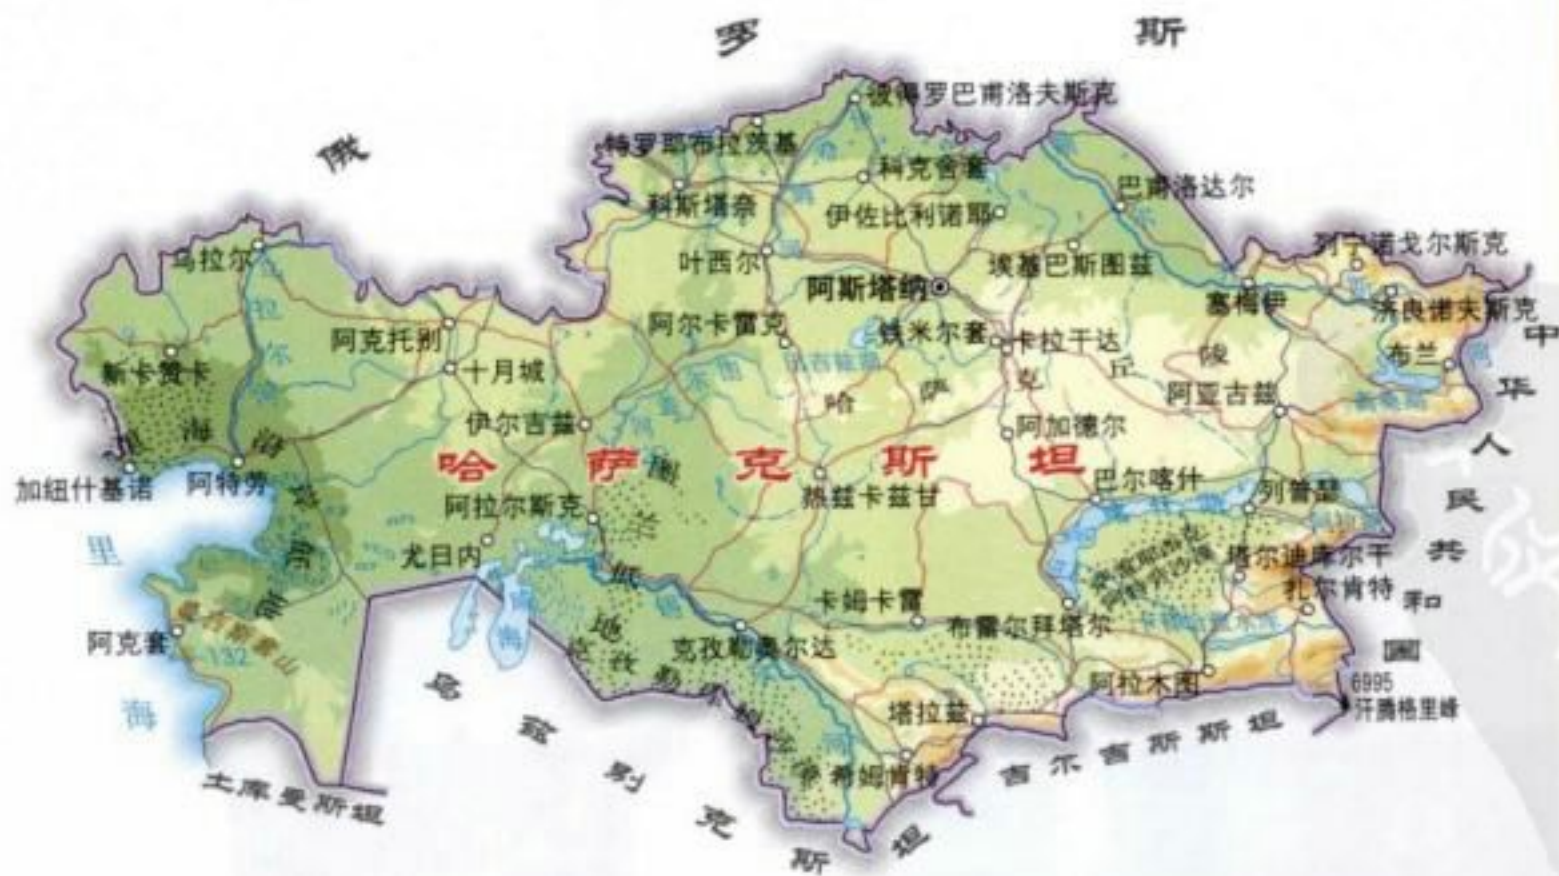 俄罗斯
彼得罗巴甫洛夫斯克
特罗耶布拉茨基
科克舍套
科斯塔奈
伊佐比利诺耶
巴甫洛达尔
乌拉尔
叶西尔
埃基巴斯图兹
列宁诺戈尔斯克
阿斯塔纳
塞梅伊
济良诺夫斯克
阿克托别
阿尔卡雷克
铁米尔套
卡拉干达
布兰
新卡赞卡
十月城
阿亚古兹
哈萨克丘陵
伊尔吉兹
阿加德尔
哈萨克斯坦
加纽什基诺
阿特劳
巴尔喀什
列普瑟
阿拉尔斯克
热兹卡兹甘
尤日内
里海
塔尔迪库尔干
扎尔肯特
卡姆卡雷
布雷尔拜塔尔
阿克套
132
克孜勒奥尔达
阿拉木图
塔拉兹
6995
汗腾格里峰
奇希姆肯特
土库曼斯坦
乌兹别克斯坦
吉尔吉斯斯坦
中华人民共和国